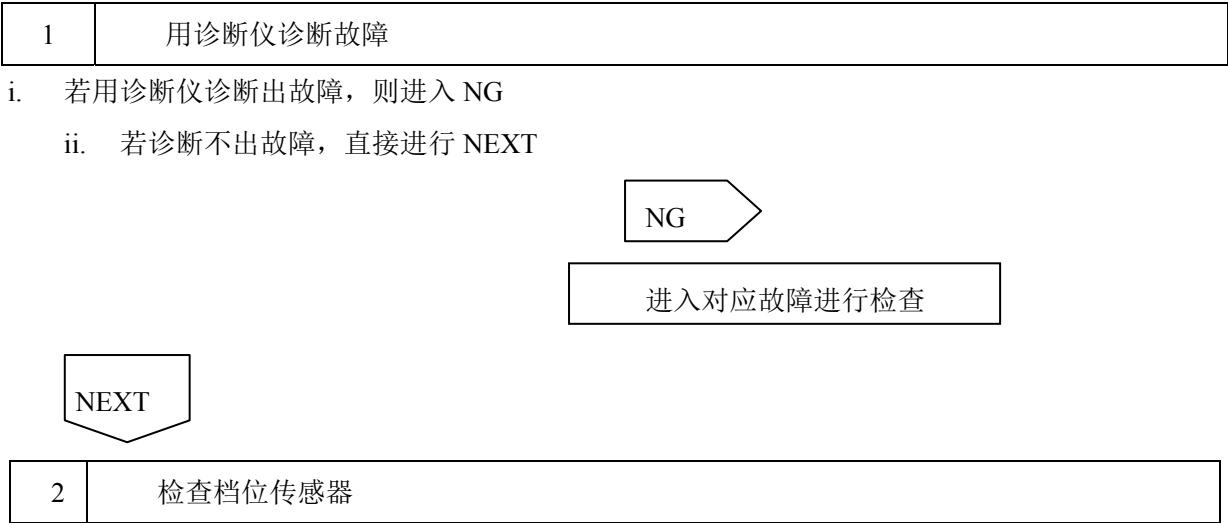 1 用诊断仪诊断故障
i. 若用诊断仪诊断出故障，则进入 NG
ii. 若诊断不出故障，直接进行 NEXT
NG
进入对应故障进行检查
NEXT
2 检查档位传感器